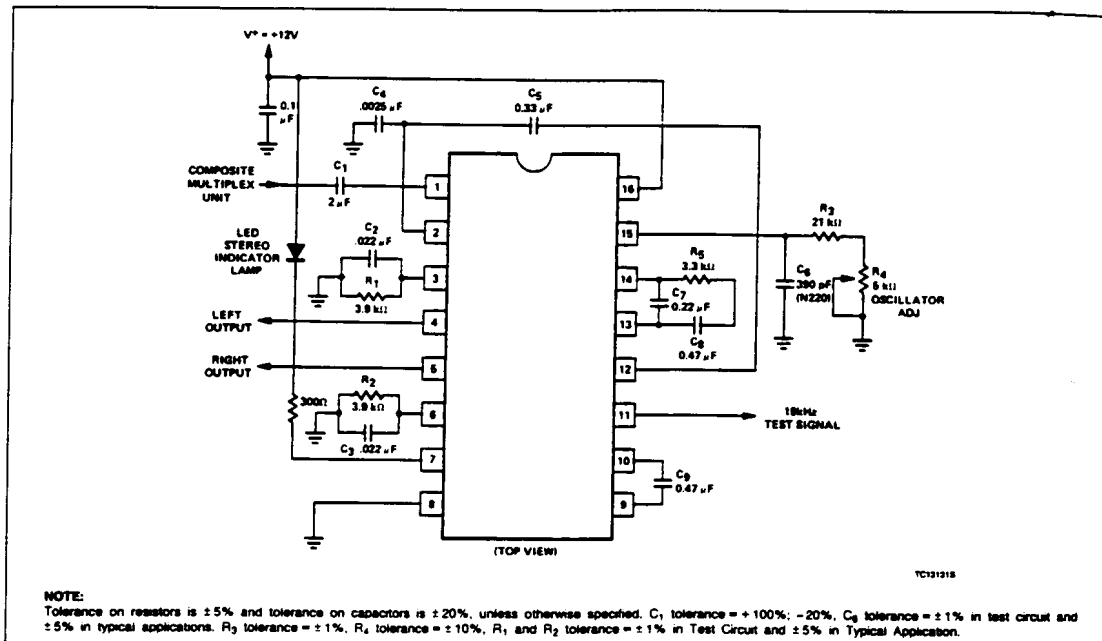 V+ = +12V
0.1
μF
C4
.0025 μF
C5
0.33 μF
COMPOSITE
MULTIPLEX
UNIT
C1
2 μF
LED
STEREO
INDICATOR
LAMP
C2
.022 μF
R1
3.9 kΩ
LEFT
OUTPUT
RIGHT
OUTPUT
300Ω
R2
3.9 kΩ
C3 .022 μF
1
2
3
4
5
6
7
8
16
15
14
13
12
11
10
9
R3
21 kΩ
R5
3.3 kΩ
C7
0.22 μF
C8
0.47 μF
C6
390 pF
(N220)
R4
5 kΩ
OSCILLATOR
ADJ
19kHz
TEST SIGNAL
C9
0.47 μF
(TOP VIEW)
TC13131S
NOTE:
Tolerance on resistors is ±5% and tolerance on capacitors is ±20%, unless otherwise specified. C1 tolerance = +100%; -20%, C6 tolerance = ±1% in test circuit and
±5% in typical applications. R3 tolerance = ±1%, R4 tolerance = ±10%, R1 and R2 tolerance = ±1% in Test Circuit and ±5% in Typical Application.